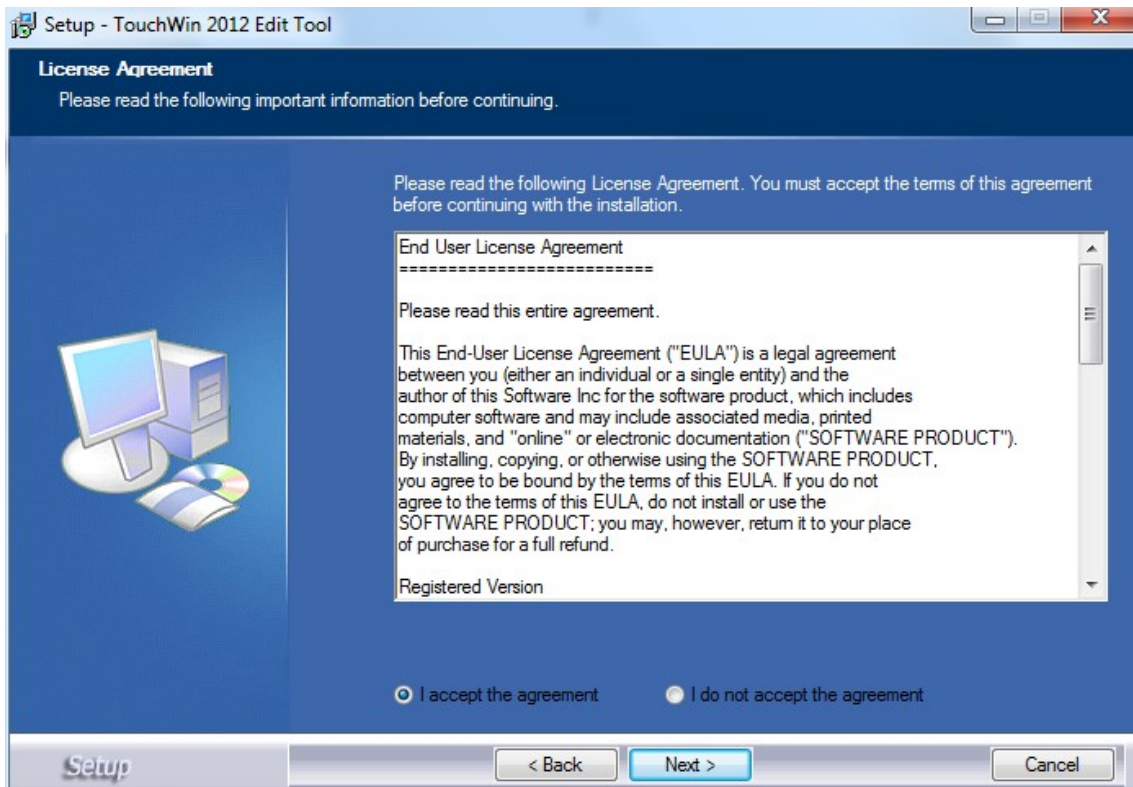 Setup - TouchWin 2012 Edit Tool
License Agreement
Please read the following important information before continuing.
Please read the following License Agreement. You must accept the terms of this agreement
before continuing with the installation.
End User License Agreement
==========================
Please read this entire agreement.
This End-User License Agreement ("EULA") is a legal agreement
between you (either an individual or a single entity) and the
author of this Software Inc for the software product, which includes
computer software and may include associated media, printed
materials, and "online" or electronic documentation ("SOFTWARE PRODUCT").
By installing, copying, or otherwise using the SOFTWARE PRODUCT,
you agree to be bound by the terms of this EULA. If you do not
agree to the terms of this EULA, do not install or use the
SOFTWARE PRODUCT; you may, however, return it to your place
of purchase for a full refund.
Registered Version
I accept the agreement
I do not accept the agreement
Setup
< Back
Next >
Cancel